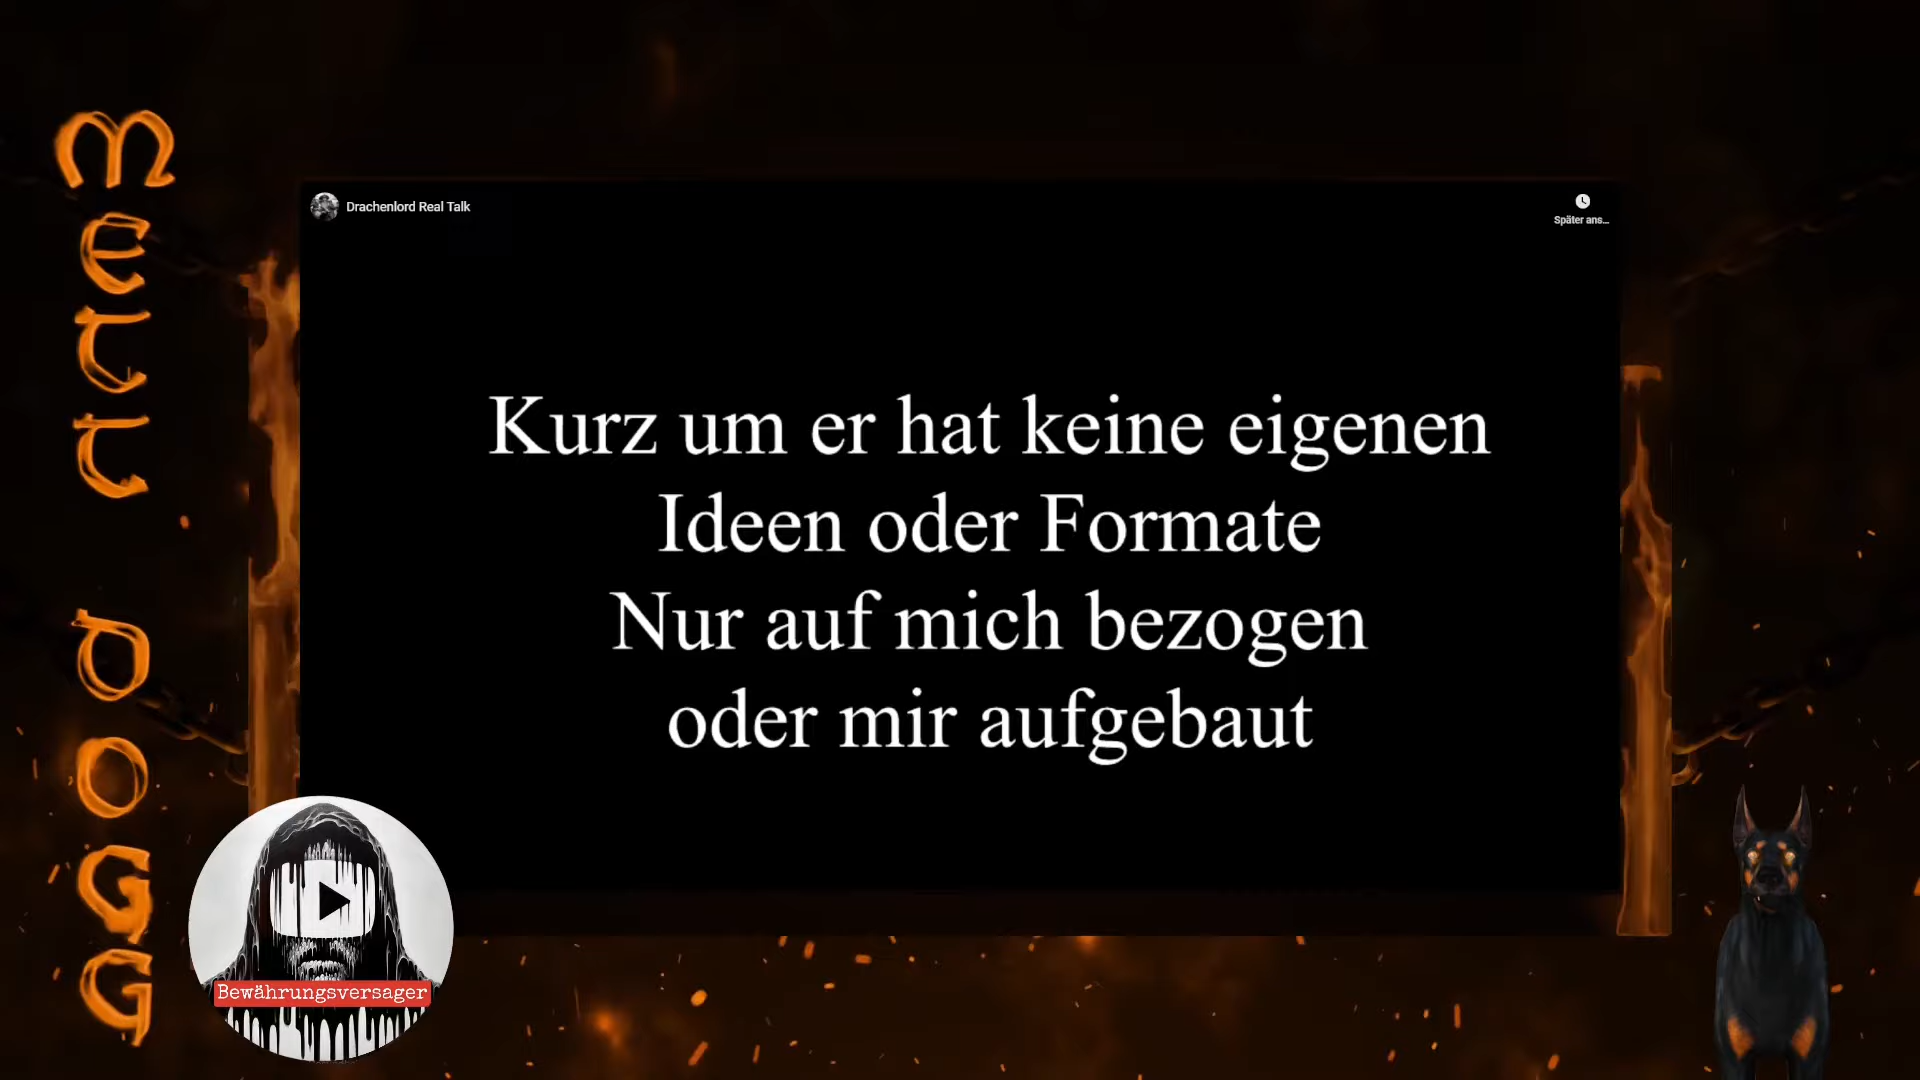 METT DOGG
Drachenlord Real Talk
Später ans...
Kurz um er hat keine eigenen
Ideen oder Formate
Nur auf mich bezogen
oder mir aufgebaut
Bewährungsversager